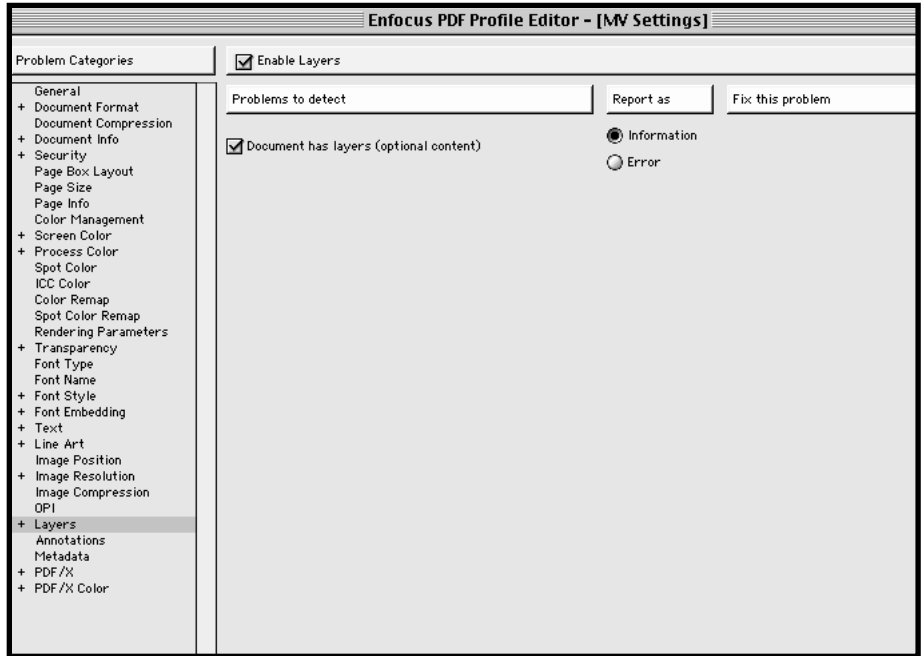 Enfocus PDF Profile Editor - [MV Settings]
Problem Categories
Enable Layers
General
+ Document Format
Document Compression
+ Document Info
+ Security
Page Box Layout
Page Size
Page Info
Color Management
+ Screen Color
+ Process Color
Spot Color
ICC Color
Color Remap
Spot Color Remap
Rendering Parameters
+ Transparency
Font Type
Font Name
+ Font Style
+ Font Embedding
+ Text
+ Line Art
Image Position
+ Image Resolution
Image Compression
OPI
+ Layers
Annotations
Metadata
+ PDF/X
+ PDF/X Color
Problems to detect
Report as
Fix this problem
Document has layers (optional content)
Information
Error